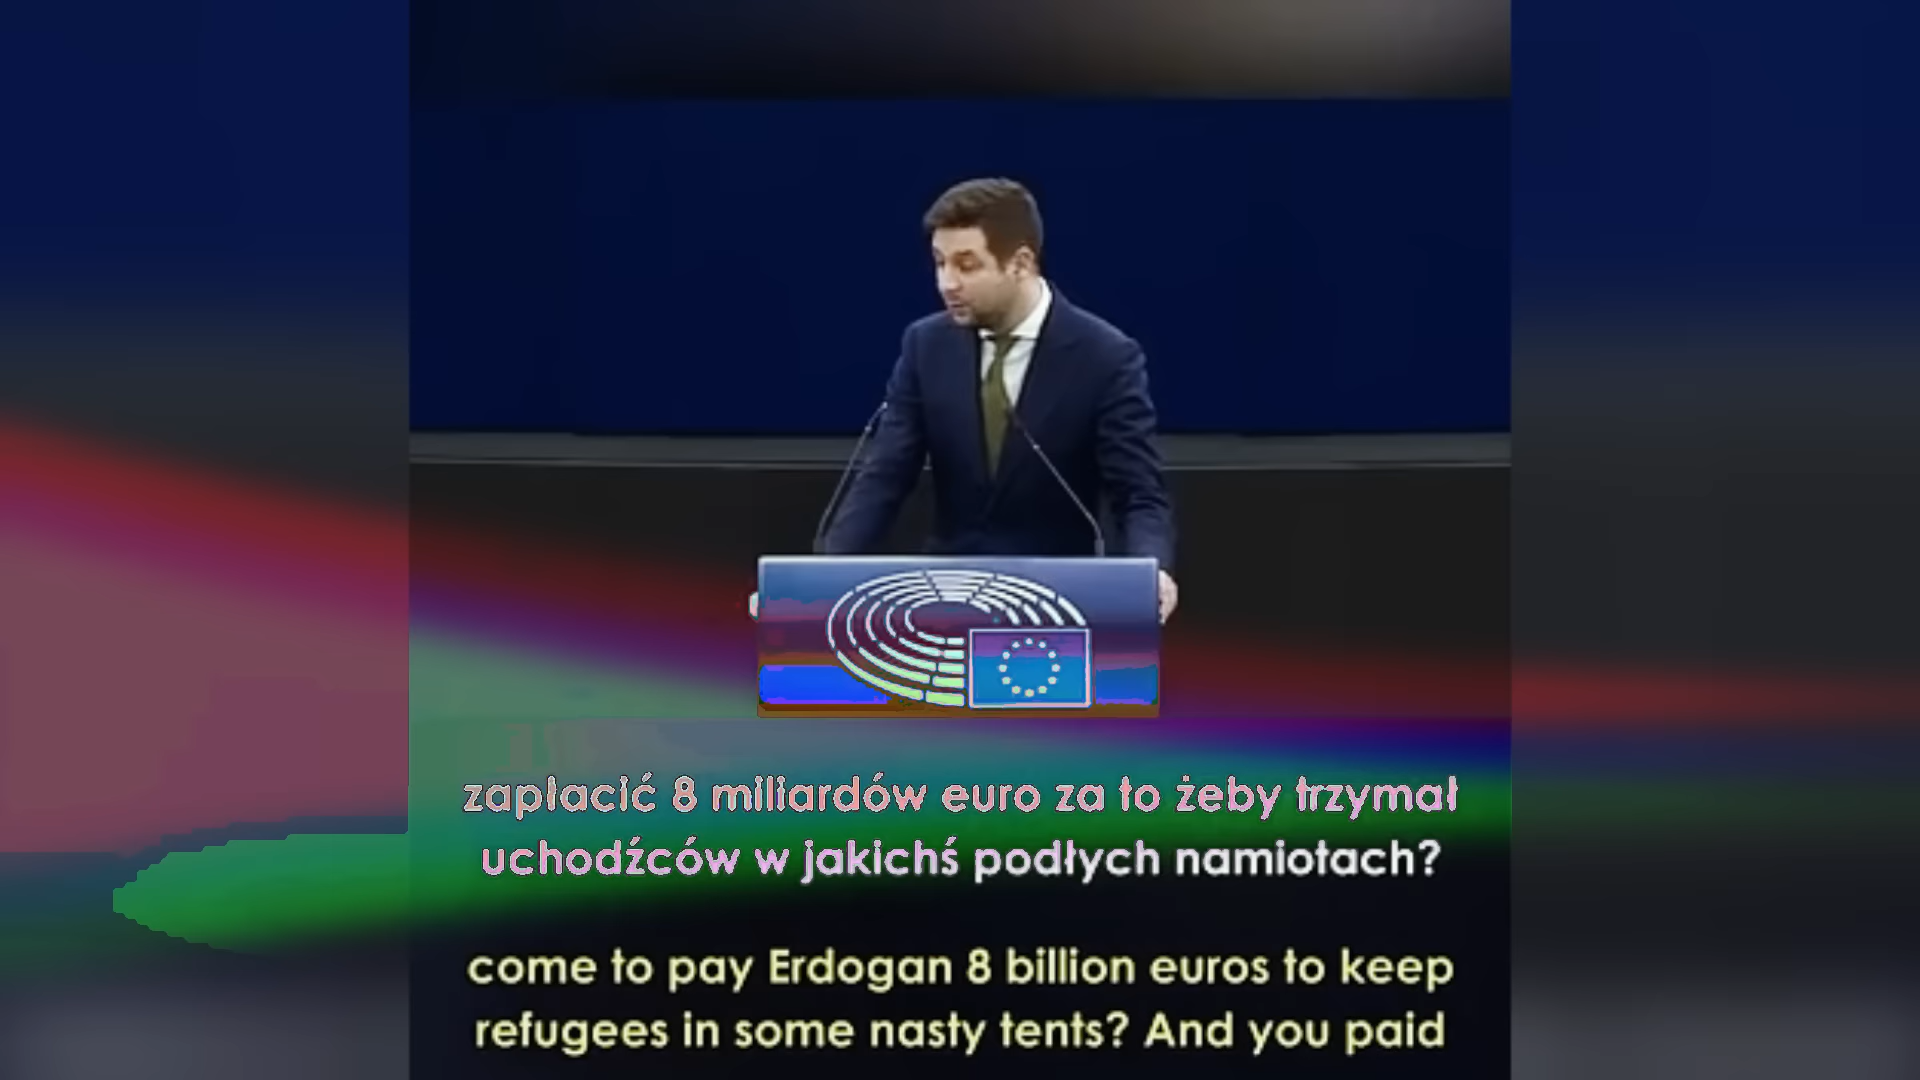 zapłacić 8 miliardów euro za to żeby trzymał
uchodźców w jakichś podłych namiotach?
come to pay Erdogan 8 billion euros to keep
refugees in some nasty tents? And you paid